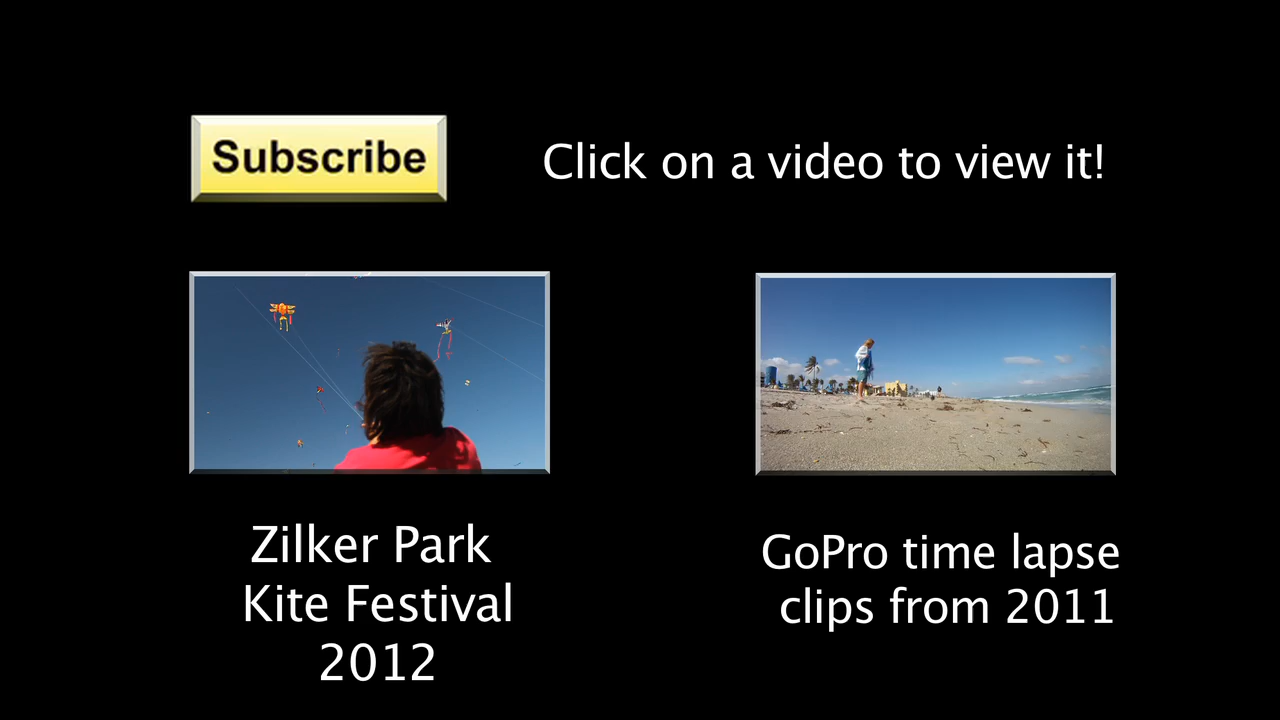 Subscribe
Click on a video to view it!
Zilker Park
Kite Festival
2012
GoPro time lapse
clips from 2011